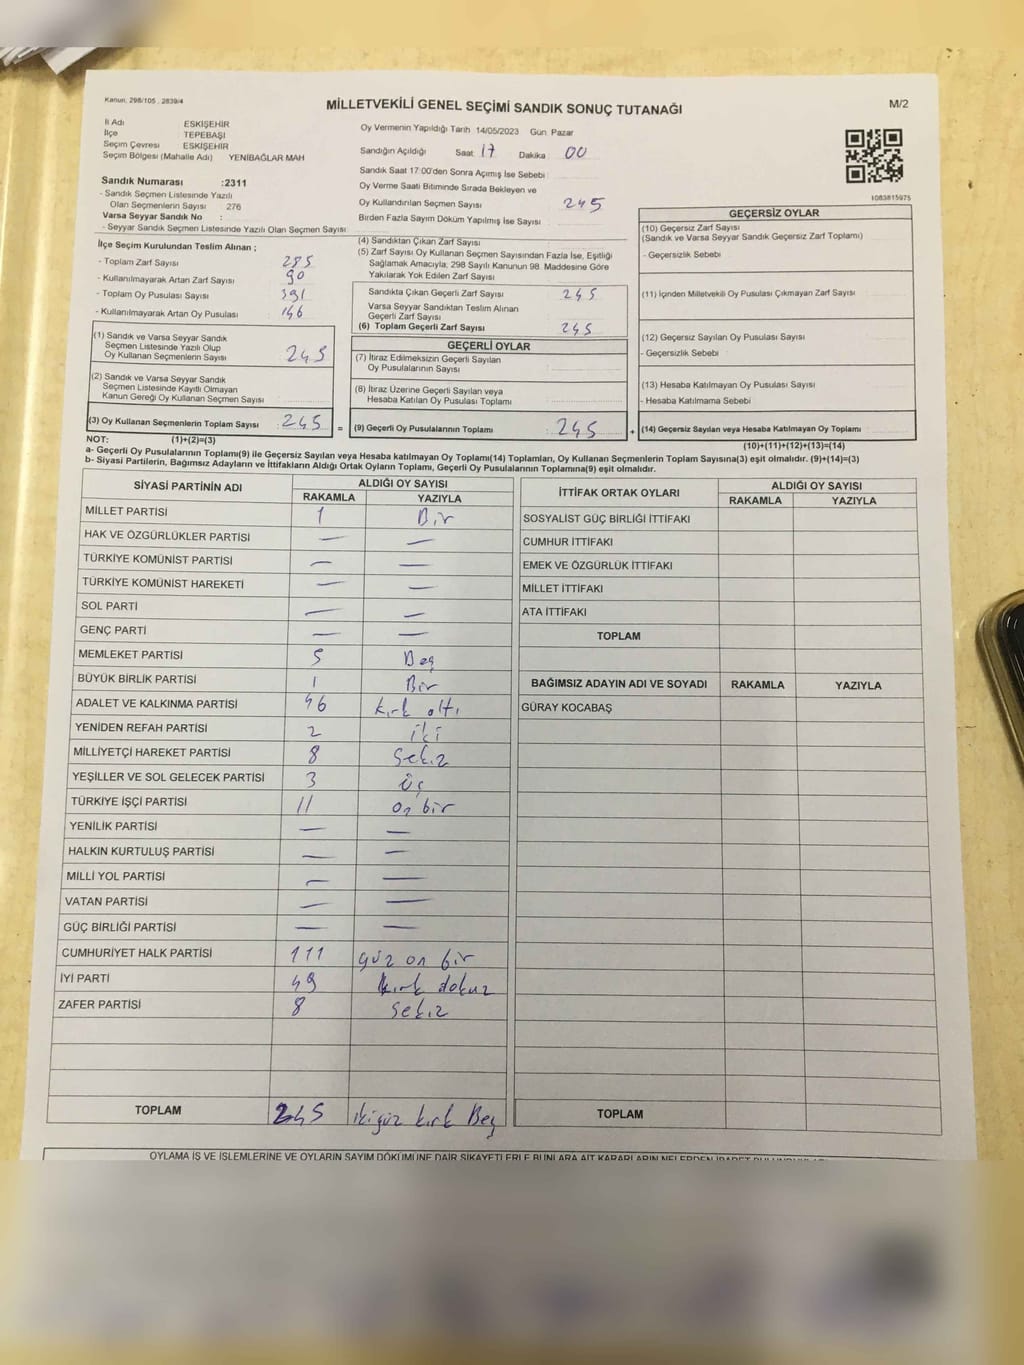 Kanun, 298/105 , 2839/4
MİLLETVEKİLİ GENEL SEÇİMİ SANDIK SONUÇ TUTANAĞI
M/2
İli Adı ESKİŞEHİR
İlçe TEPEBAŞI
Seçim Çevresi ESKİŞEHİR
Seçim Bölgesi (Mahalle Adı) YENİBAĞLAR MAH
Sandık Numarası :2311
- Sandık Seçmen Listesinde Yazılı
Olan Seçmenlerin Sayısı 276
Varsa Seyyar Sandık No :
- Seyyar Sandık Seçmen Listesinde Yazılı Olan Seçmen Sayısı
İlçe Seçim Kurulundan Teslim Alınan ;
- Toplam Zarf Sayısı
- Kullanılmayarak Artan Zarf Sayısı 90
- Toplam Oy Pusulası Sayısı 391
- Kullanılmayarak Artan Oy Pusulası 146
(1) Sandık ve Varsa Seyyar Sandık
Seçmen Listesinde Yazılı Olup
Oy Kullanan Seçmenlerin Sayısı 245
(2) Sandık ve Varsa Seyyar Sandık
Seçmen Listesinde Kayıtlı Olmayan
Kanun Gereği Oy Kullanan Seçmen Sayısı
(3) Oy Kullanan Seçmenlerin Toplam Sayısı : 245 =
Oy Vermenin Yapıldığı Tarih 14/05/2023 Gün Pazar
Sandığın Açıldığı Saat 17 Dakika 00
Sandık Saat 17:00'den Sonra Açımış İse Sebebi
Oy Verme Saati Bitiminde Sırada Bekleyen ve
Oy Kullandırılan Seçmen Sayısı 245
Birden Fazla Sayım Döküm Yapılmış İse Sayısı
(4) Sandıktan Çıkan Zarf Sayısı
(5) Zarf Sayısı Oy Kullanan Seçmen Sayısından Fazla İse, Eşitliği
Sağlamak Amacıyla; 298 Sayılı Kanunun 98. Maddesine Göre
Yakılarak Yok Edilen Zarf Sayısı
Sandıkta Çıkan Geçerli Zarf Sayısı 245
Varsa Seyyar Sandıktan Teslim Alınan
Geçerli Zarf Sayısı
(6) Toplam Geçerli Zarf Sayısı 245
GEÇERLİ OYLAR
(7) İtiraz Edilmeksizin Geçerli Sayılan
Oy Pusulalarının Sayısı
(8) İtiraz Üzerine Geçerli Sayılan veya
Hesaba Katılan Oy Pusulası Toplamı
(9) Geçerli Oy Pusulalarının Toplamı 245 +
1083815975
GEÇERSİZ OYLAR
(10) Geçersiz Zarf Sayısı
(Sandık ve Varsa Seyyar Sandık Geçersiz Zarf Toplamı)
- Geçersizlik Sebebi
(11) İçinden Milletvekili Oy Pusulası Çıkmayan Zarf Sayısı
(12) Geçersiz Sayılan Oy Pusulası Sayısı
- Geçersizlik Sebebi
(13) Hesaba Katılmayan Oy Pusulası Sayısı
- Hesaba Katılmama Sebebi
(14) Geçersiz Sayılan veya Hesaba Katılmayan Oy Toplamı
NOT: (1)+(2)=(3) (10)+(11)+(12)+(13)=(14)
a- Geçerli Oy Pusulalarının Toplamı(9) ile Geçersiz Sayılan veya Hesaba katılmayan Oy Toplamı(14) Toplamları, Oy Kullanan Seçmenlerin Toplam Sayısına(3) eşit olmalıdır. (9)+(14)=(3)
b- Siyasi Partilerin, Bağımsız Adayların ve İttifakların Aldığı Ortak Oyların Toplamı, Geçerli Oy Pusulalarının Toplamına(9) eşit olmalıdır.
SİYASİ PARTİNİN ADI ALDIĞI OY SAYISI
RAKAMLA YAZIYLA
MİLLET PARTİSİ 1 Bir
HAK VE ÖZGÜRLÜKLER PARTİSİ — —
TÜRKİYE KOMÜNİST PARTİSİ — —
TÜRKİYE KOMÜNİST HAREKETİ — —
SOL PARTİ — —
GENÇ PARTİ — —
MEMLEKET PARTİSİ 5 Beş
BÜYÜK BİRLİK PARTİSİ 1 Bir
ADALET VE KALKINMA PARTİSİ 46 kırk altı
YENİDEN REFAH PARTİSİ 2 iki
MİLLİYETÇİ HAREKET PARTİSİ 8 sekiz
YEŞİLLER VE SOL GELECEK PARTİSİ 3 üç
TÜRKİYE İŞÇİ PARTİSİ 11 on bir
YENİLİK PARTİSİ — —
HALKIN KURTULUŞ PARTİSİ — —
MİLLİ YOL PARTİSİ — —
VATAN PARTİSİ — —
GÜÇ BİRLİĞİ PARTİSİ — —
CUMHURİYET HALK PARTİSİ 111 yüz on bir
İYİ PARTİ 49 kırk dokuz
ZAFER PARTİSİ 8 sekiz
TOPLAM 245 ikiyüz kırk Beş
İTTİFAK ORTAK OYLARI ALDIĞI OY SAYISI
RAKAMLA YAZIYLA
SOSYALİST GÜÇ BİRLİĞİ İTTİFAKI
CUMHUR İTTİFAKI
EMEK VE ÖZGÜRLÜK İTTİFAKI
MİLLET İTTİFAKI
ATA İTTİFAKI
TOPLAM
BAĞIMSIZ ADAYIN ADI VE SOYADI RAKAMLA YAZIYLA
GÜRAY KOCABAŞ
TOPLAM
OYLAMA İŞ VE İŞLEMLERİNE VE OYLARIN SAYIM DÖKÜMÜNE DAİR ŞİKAYETLERLE BUNLARA AİT KARARLARIN